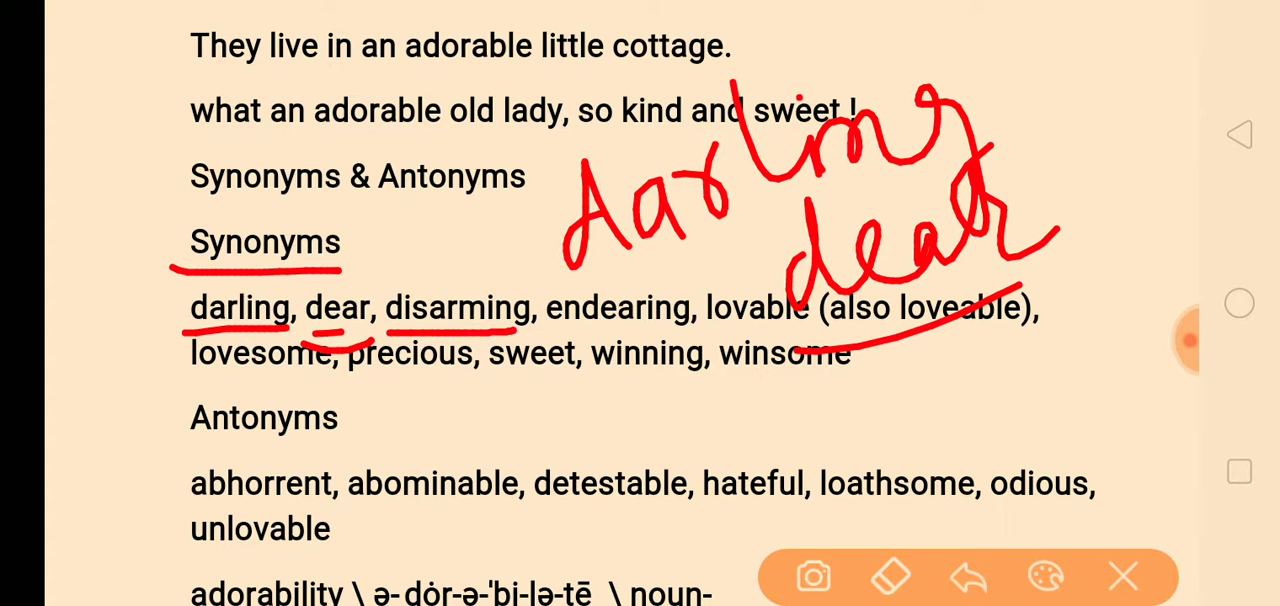 They live in an adorable little cottage.
what an adorable old lady, so kind and sweet !
Synonyms & Antonyms
darling
dear
Synonyms
darling, dear, disarming, endearing, lovable (also loveable),
lovesome, precious, sweet, winning, winsome
Antonyms
abhorrent, abominable, detestable, hateful, loathsome, odious,
unlovable
adorability \ ə-ˌdȯr-ə-ˈbi-lə-tē \ noun-